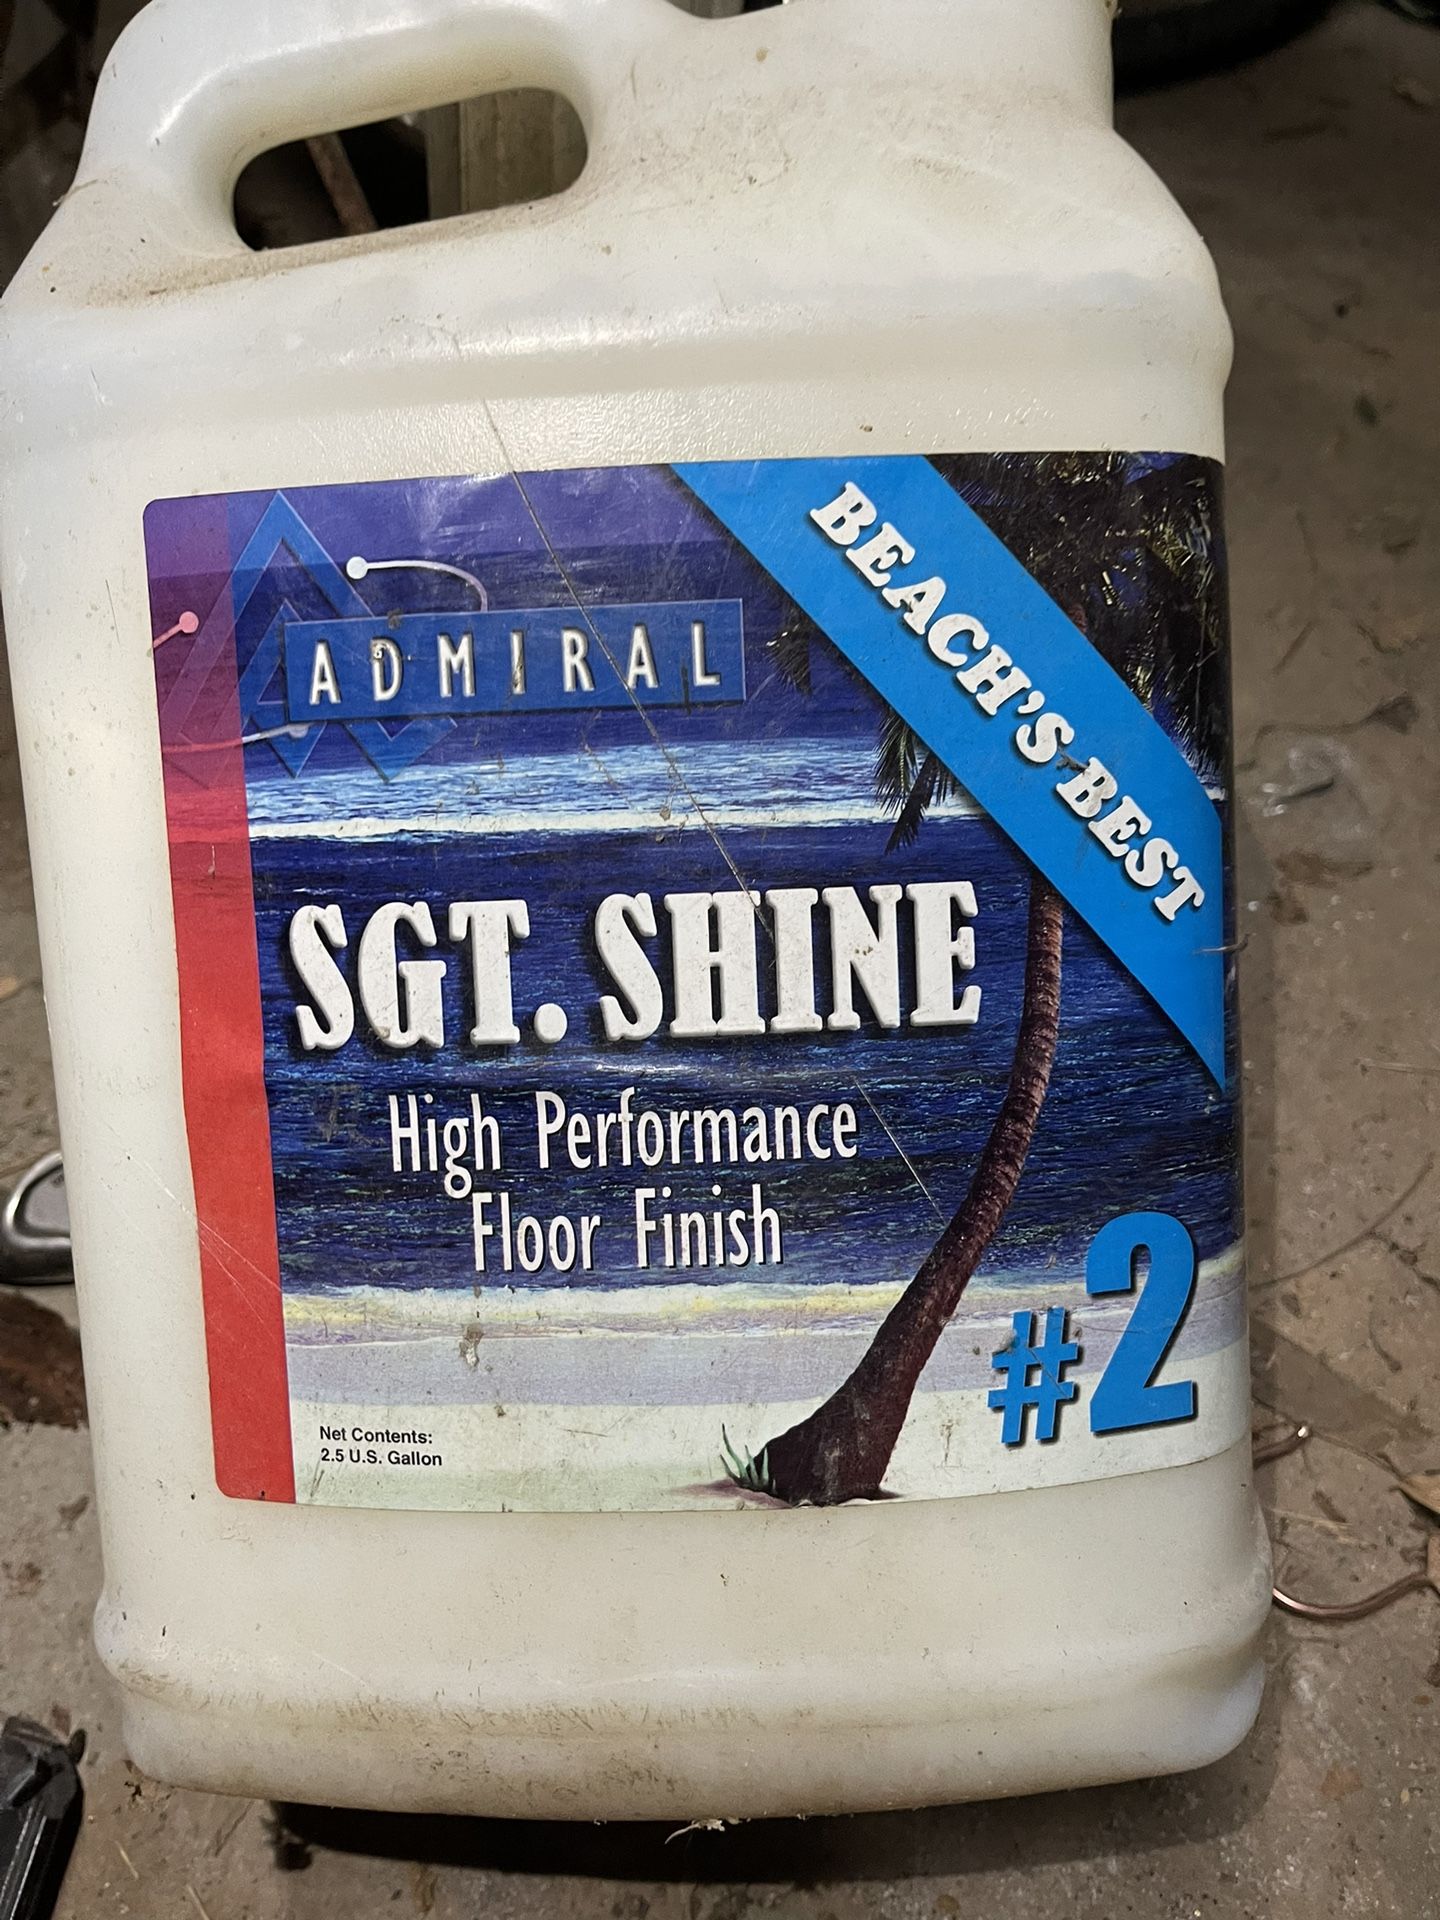 BEACH'S BEST
ADMIRAL
SGT. SHINE
High Performance
Floor Finish
#2
Net Contents:
2.5 U.S. Gallon